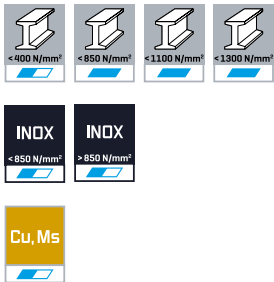 <400 N/mm² <850 N/mm² <1100 N/mm² <1300 N/mm²
INOX INOX
<850 N/mm² >850 N/mm²
Cu, Ms